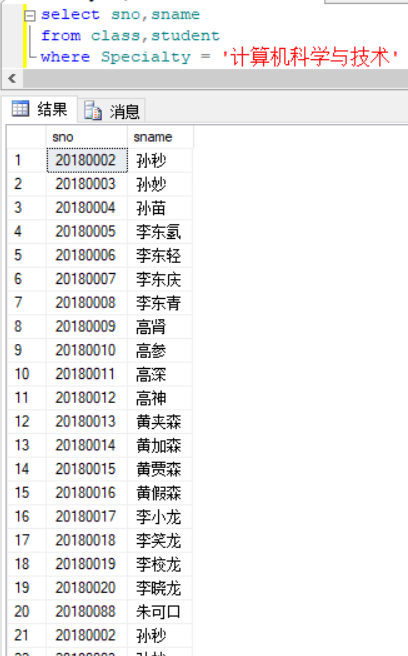 select sno,sname
from class,student
where Specialty = '计算机科学与技术'
结果 消息
sno sname
1 20180002 孙秒
2 20180003 孙妙
3 20180004 孙苗
4 20180005 李东氢
5 20180006 李东轻
6 20180007 李东庆
7 20180008 李东青
8 20180009 高肾
9 20180010 高参
10 20180011 高深
11 20180012 高神
12 20180013 黄夹森
13 20180014 黄加森
14 20180015 黄贾森
15 20180016 黄假森
16 20180017 李小龙
17 20180018 李笑龙
18 20180019 李校龙
19 20180020 李晓龙
20 20180088 朱可口
21 20180002 孙秒